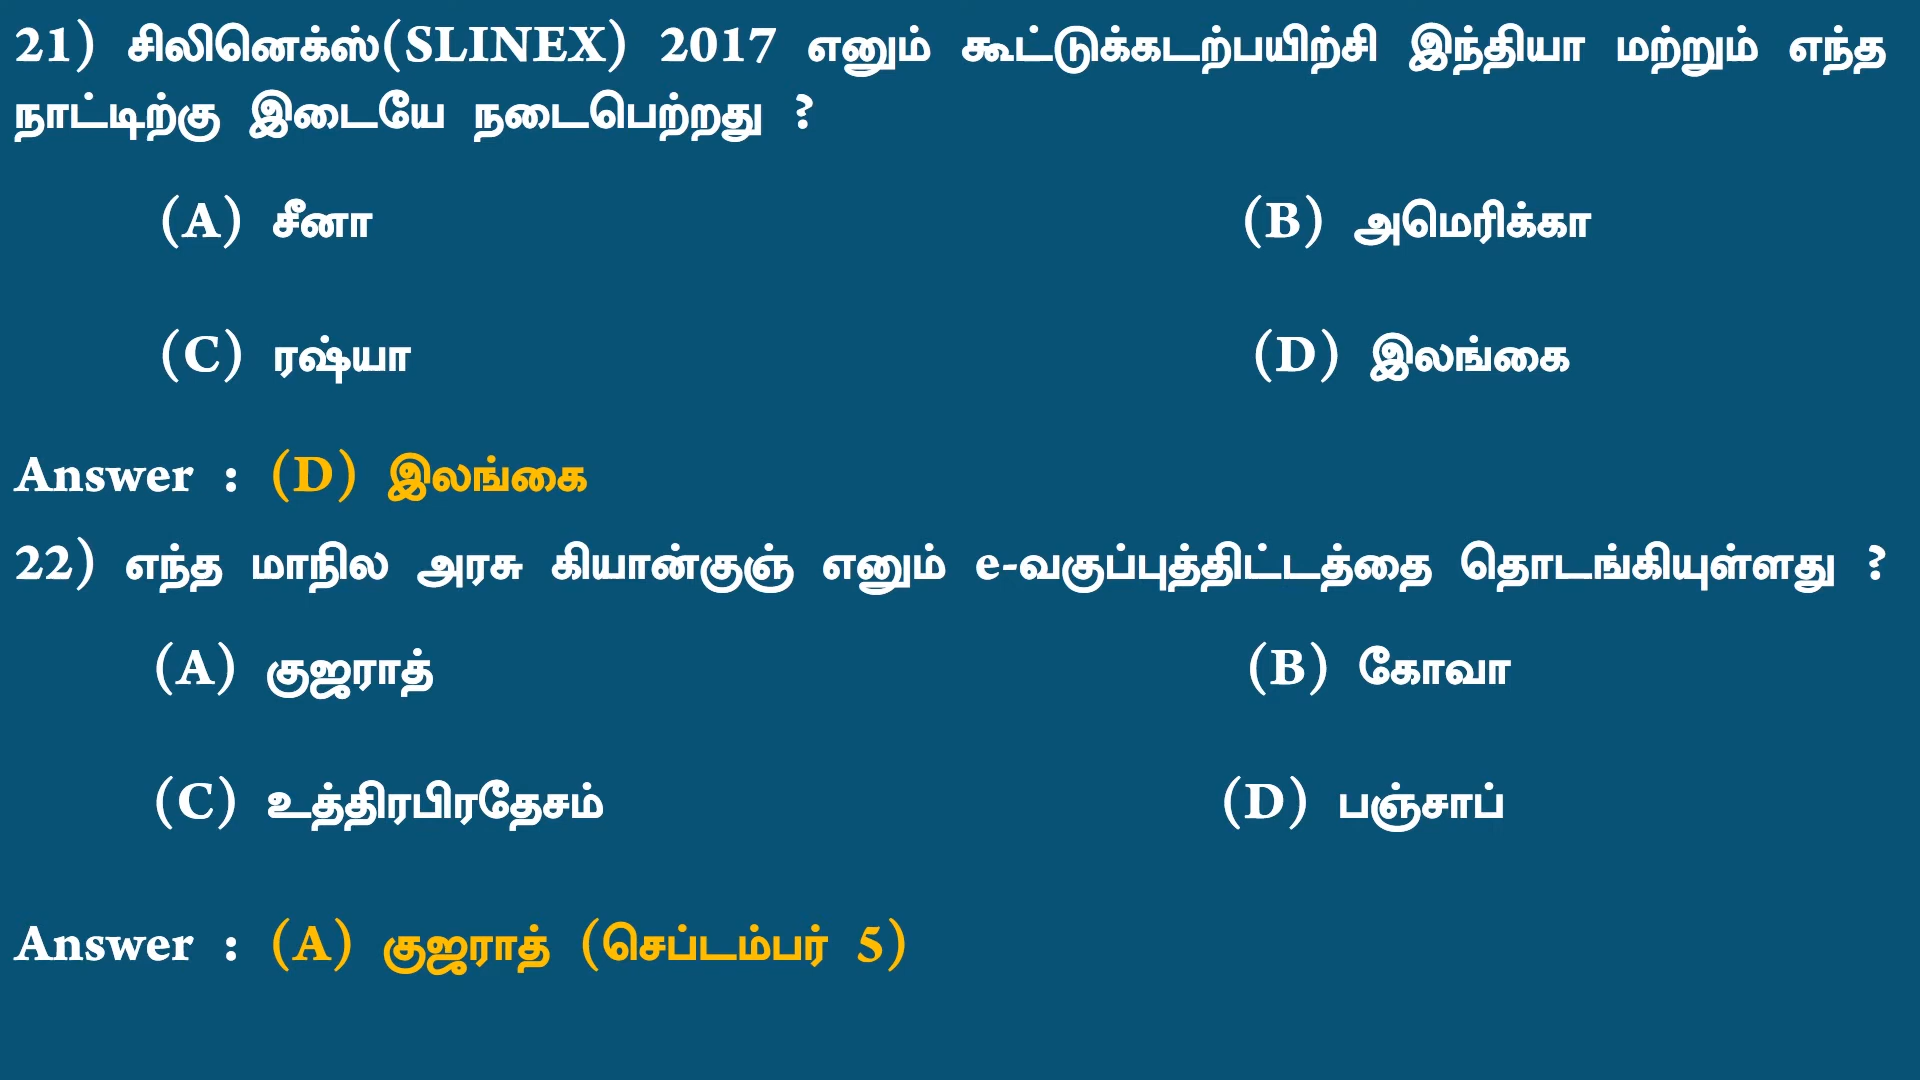 21) சிலினெக்ஸ்(SLINEX) 2017 எனும் கூட்டுக்கடற்பயிற்சி இந்தியா மற்றும் எந்த
நாட்டிற்கு இடையே நடைபெற்றது ?
(A) சீனா (B) அமெரிக்கா
(C) ரஷ்யா (D) இலங்கை
Answer : (D) இலங்கை
22) எந்த மாநில அரசு கியான்குஞ் எனும் e-வகுப்புத்திட்டத்தை தொடங்கியுள்ளது ?
(A) குஜராத் (B) கோவா
(C) உத்திரபிரதேசம் (D) பஞ்சாப்
Answer : (A) குஜராத் (செப்டம்பர் 5)